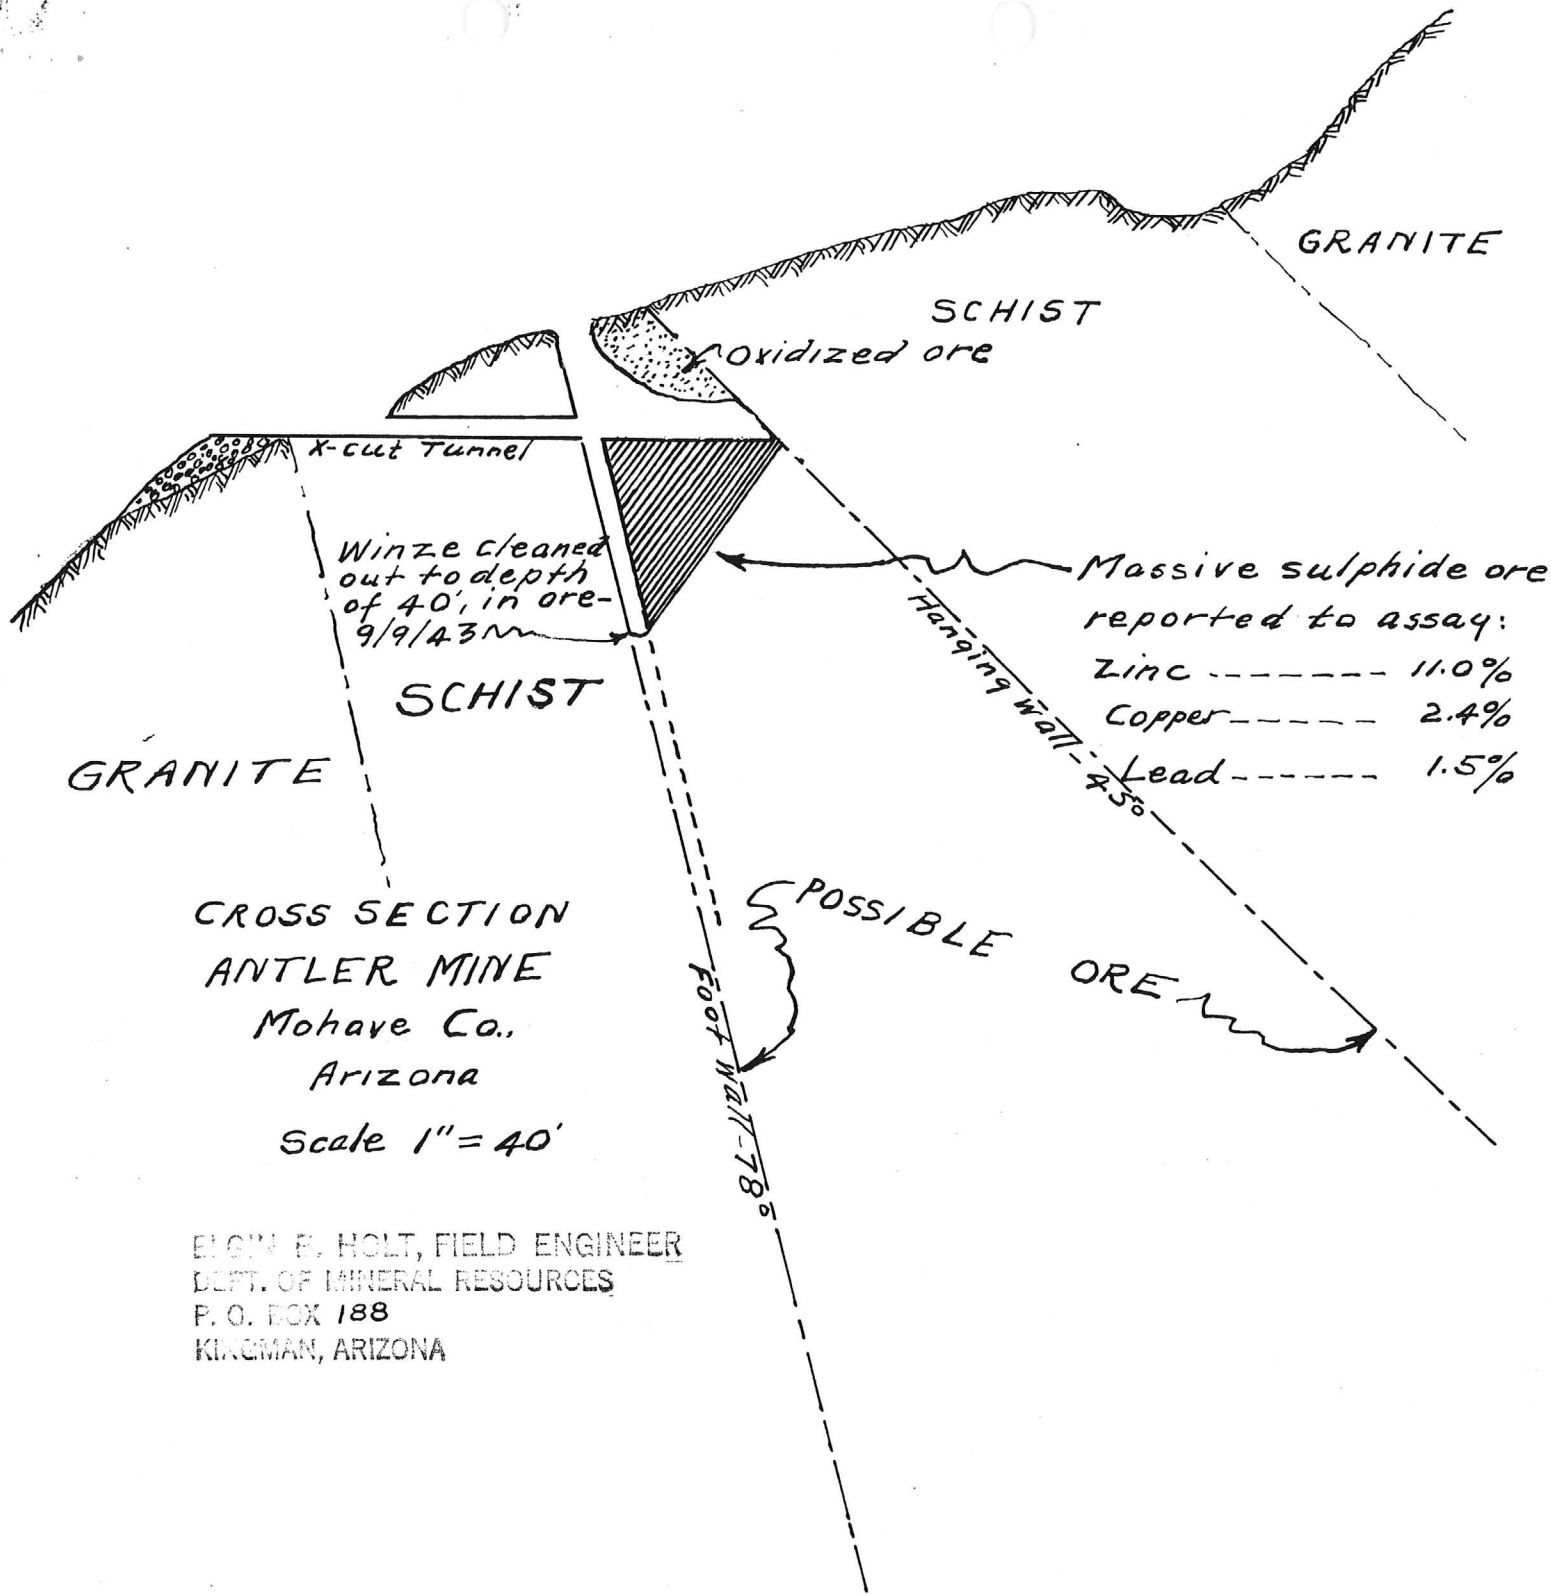 GRANITE
SCHIST
Oxidized ore
X-cut Tunnel
Winze cleaned
out to depth
of 40', in ore-
9/9/43
Massive sulphide ore
reported to assay:
Zinc ------- 11.0%
Copper----- 2.4%
Lead------ 1.5%
Hanging Wall-45°
SCHIST
GRANITE
POSSIBLE ORE
Foot Wall-78°
CROSS SECTION
ANTLER MINE
Mohave Co.,
Arizona
Scale 1"=40'
ELGIN B. HOLT, FIELD ENGINEER
DEPT. OF MINERAL RESOURCES
P. O. BOX 188
KINGMAN, ARIZONA